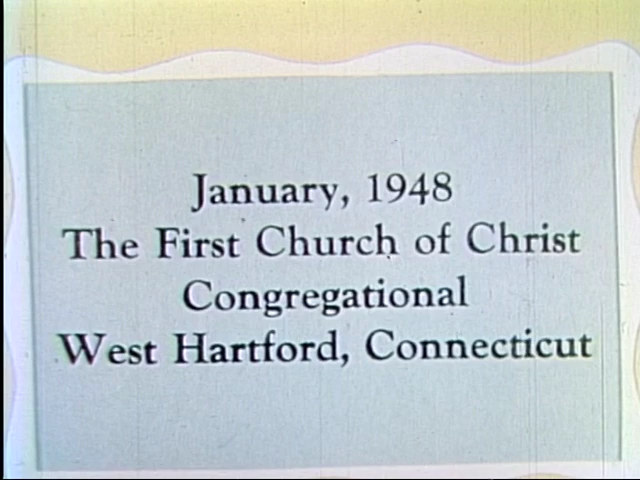 January, 1948
The First Church of Christ
Congregational
West Hartford, Connecticut